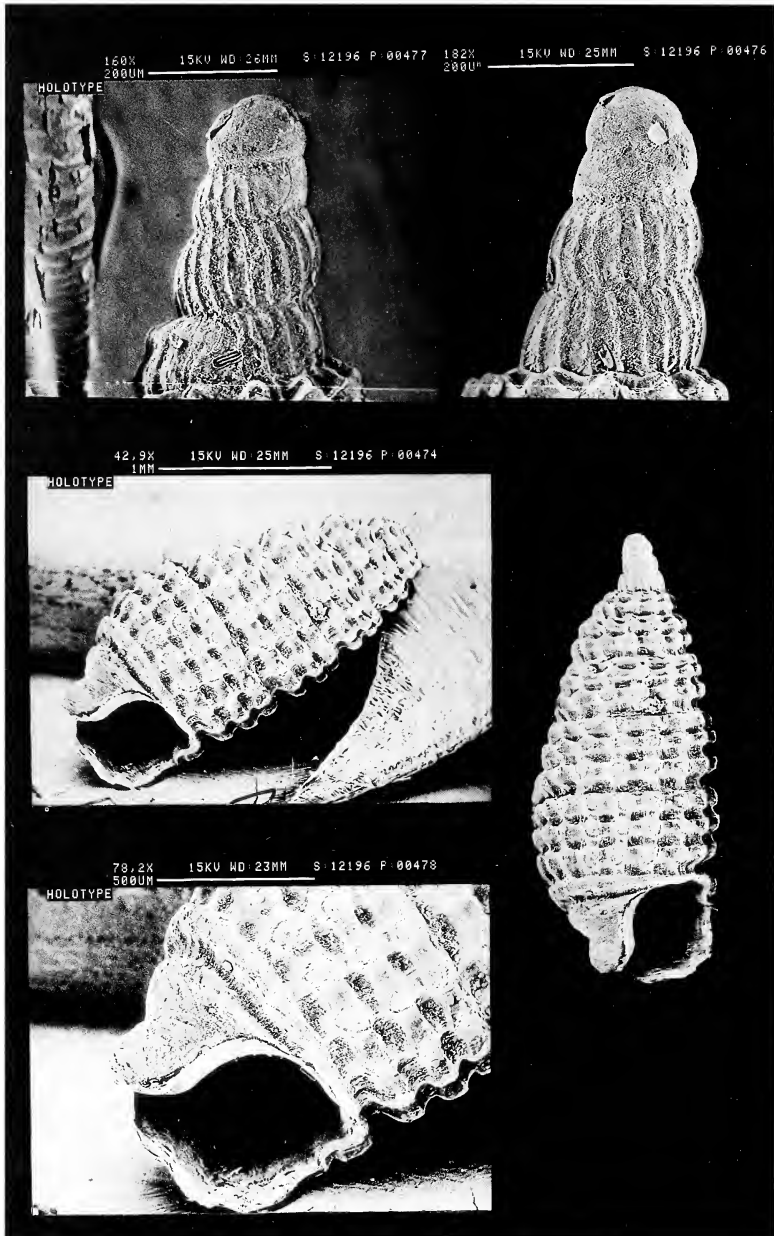 160X 15KV WD:26MM S:12196 P:00477
200UM
HOLOTYPE
182X 15KV WD:25MM S:12196 P:00476
200UM
42,9X 15KV WD:25MM S:12196 P:00474
1MM
HOLOTYPE
78,2X 15KV WD:23MM S:12196 P:00478
500UM
HOLOTYPE